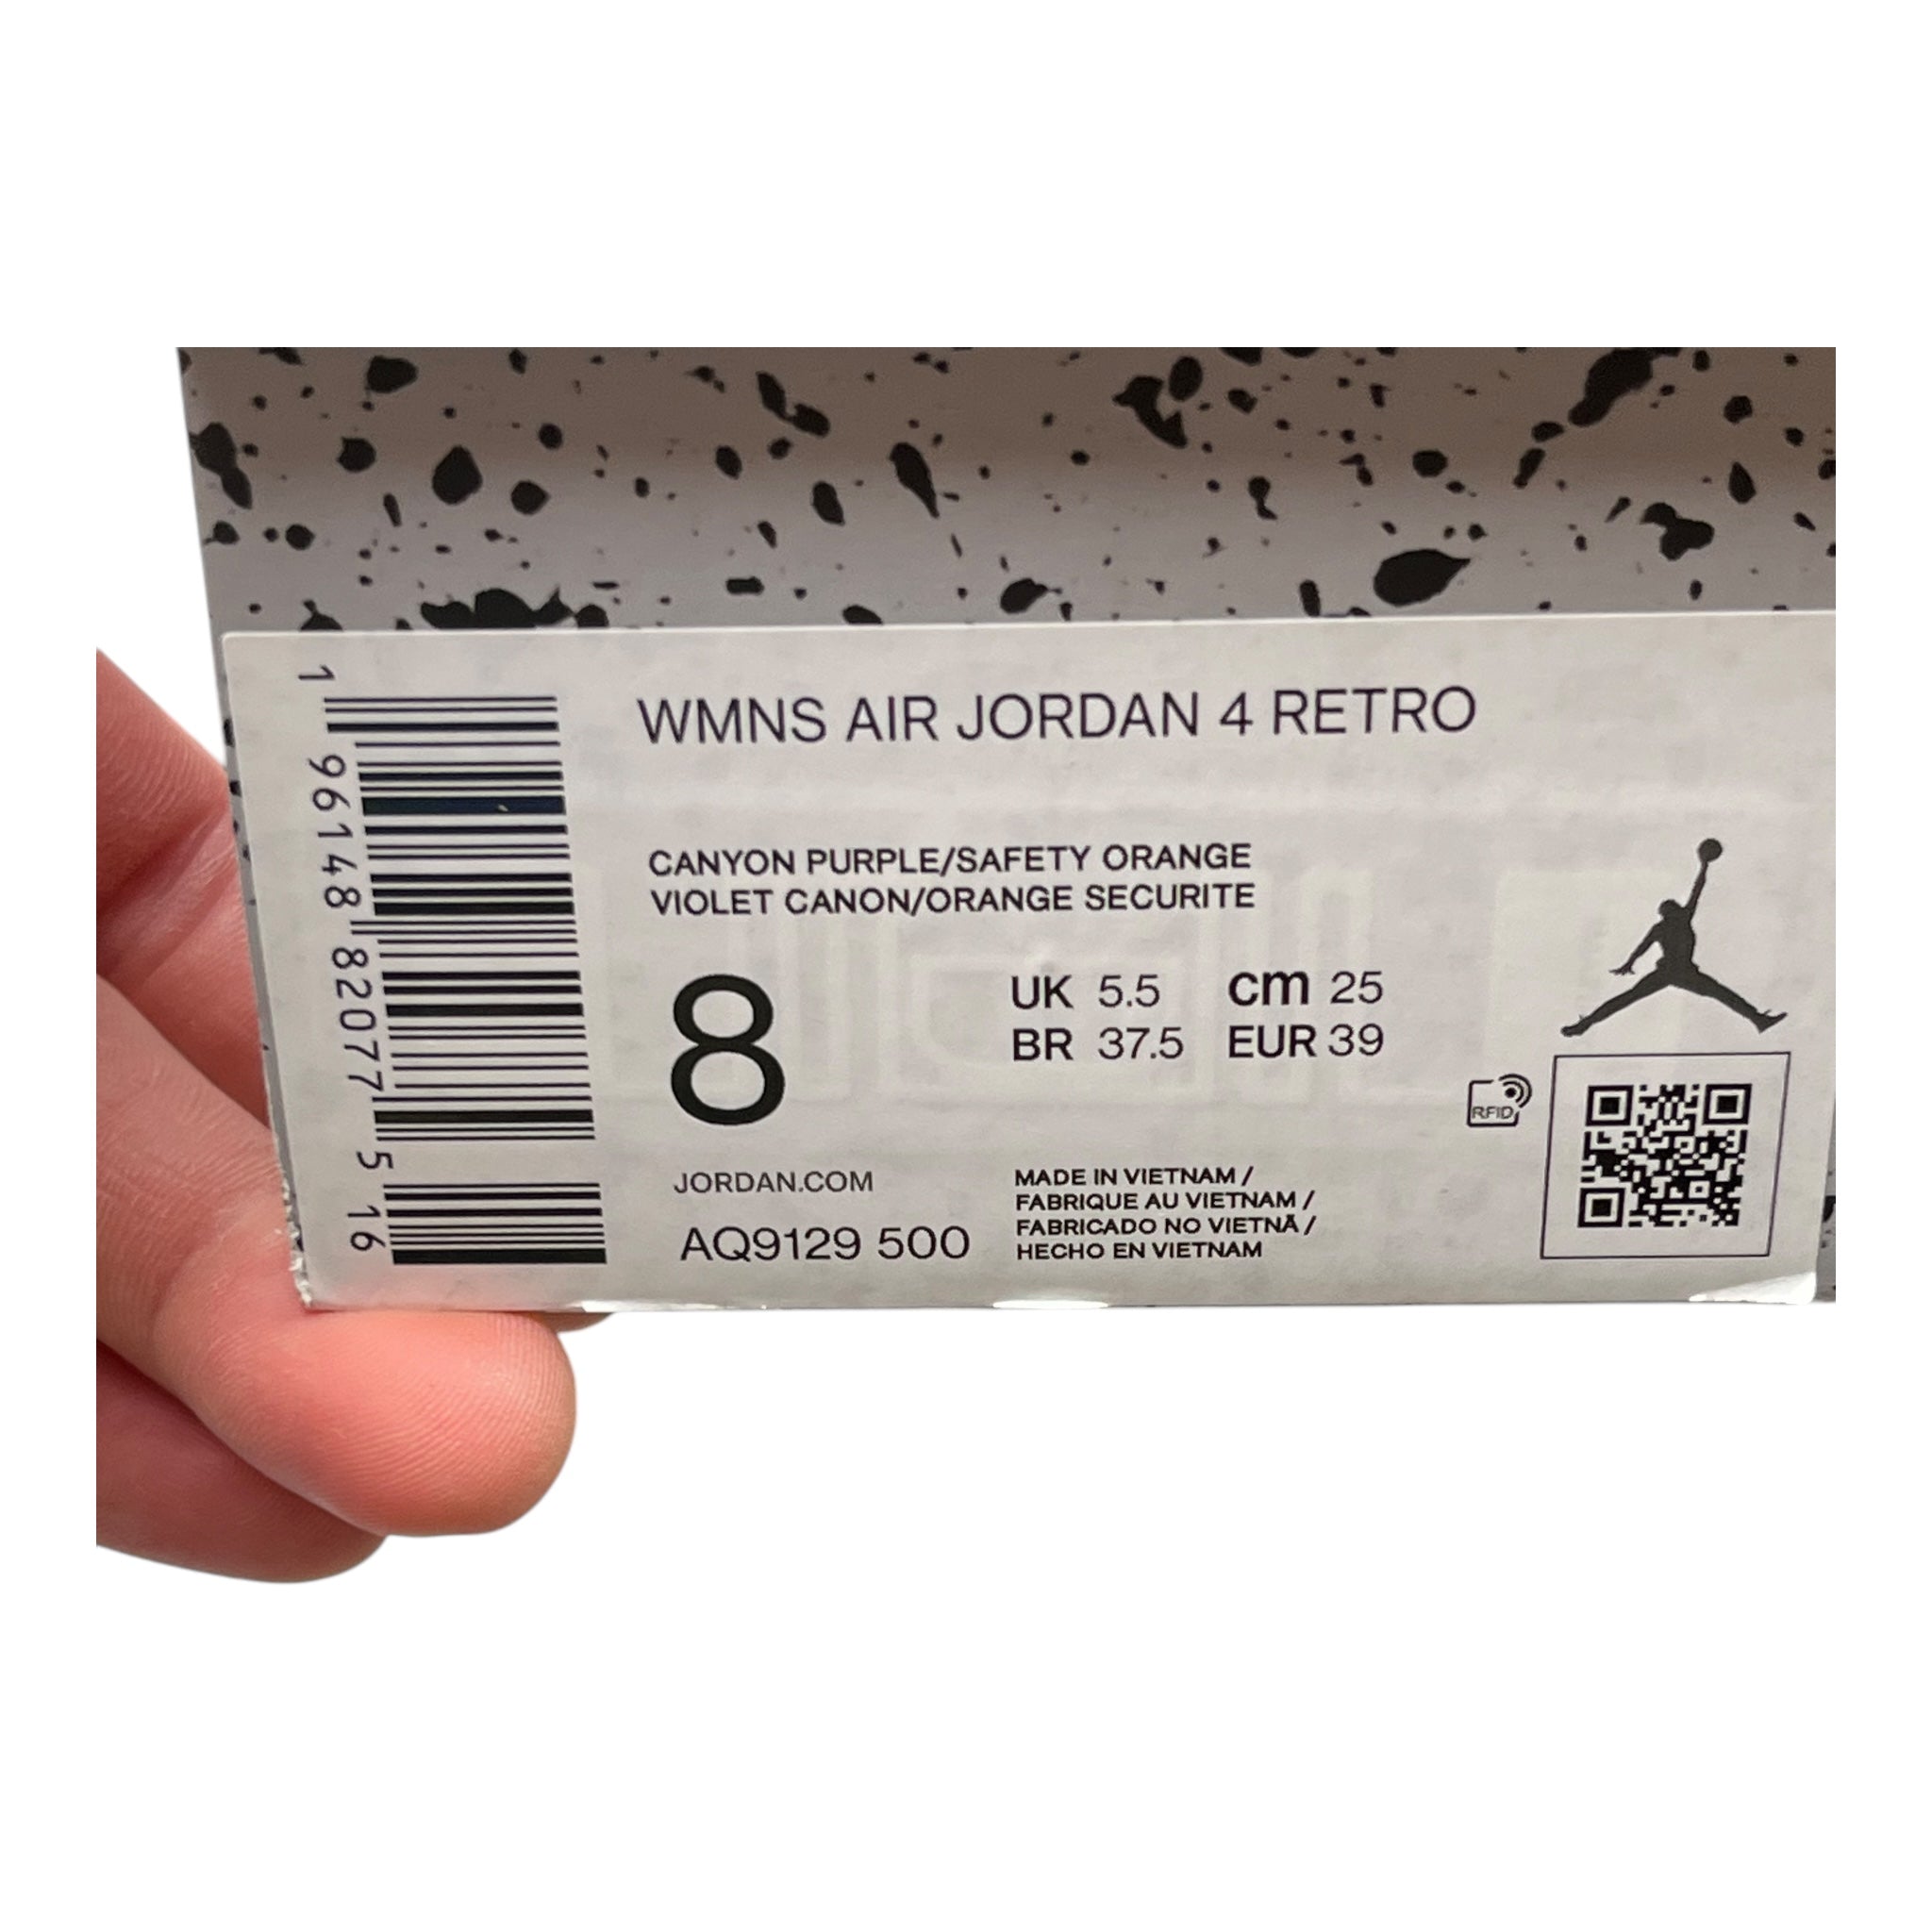 1 96148 82077 5 16
WMNS AIR JORDAN 4 RETRO
CANYON PURPLE/SAFETY ORANGE
VIOLET CANON/ORANGE SECURITE
8
UK 5.5 cm 25
BR 37.5 EUR 39
RFID
JORDAN.COM
AQ9129 500
MADE IN VIETNAM /
FABRIQUE AU VIETNAM /
FABRICADO NO VIETNÃ /
HECHO EN VIETNAM